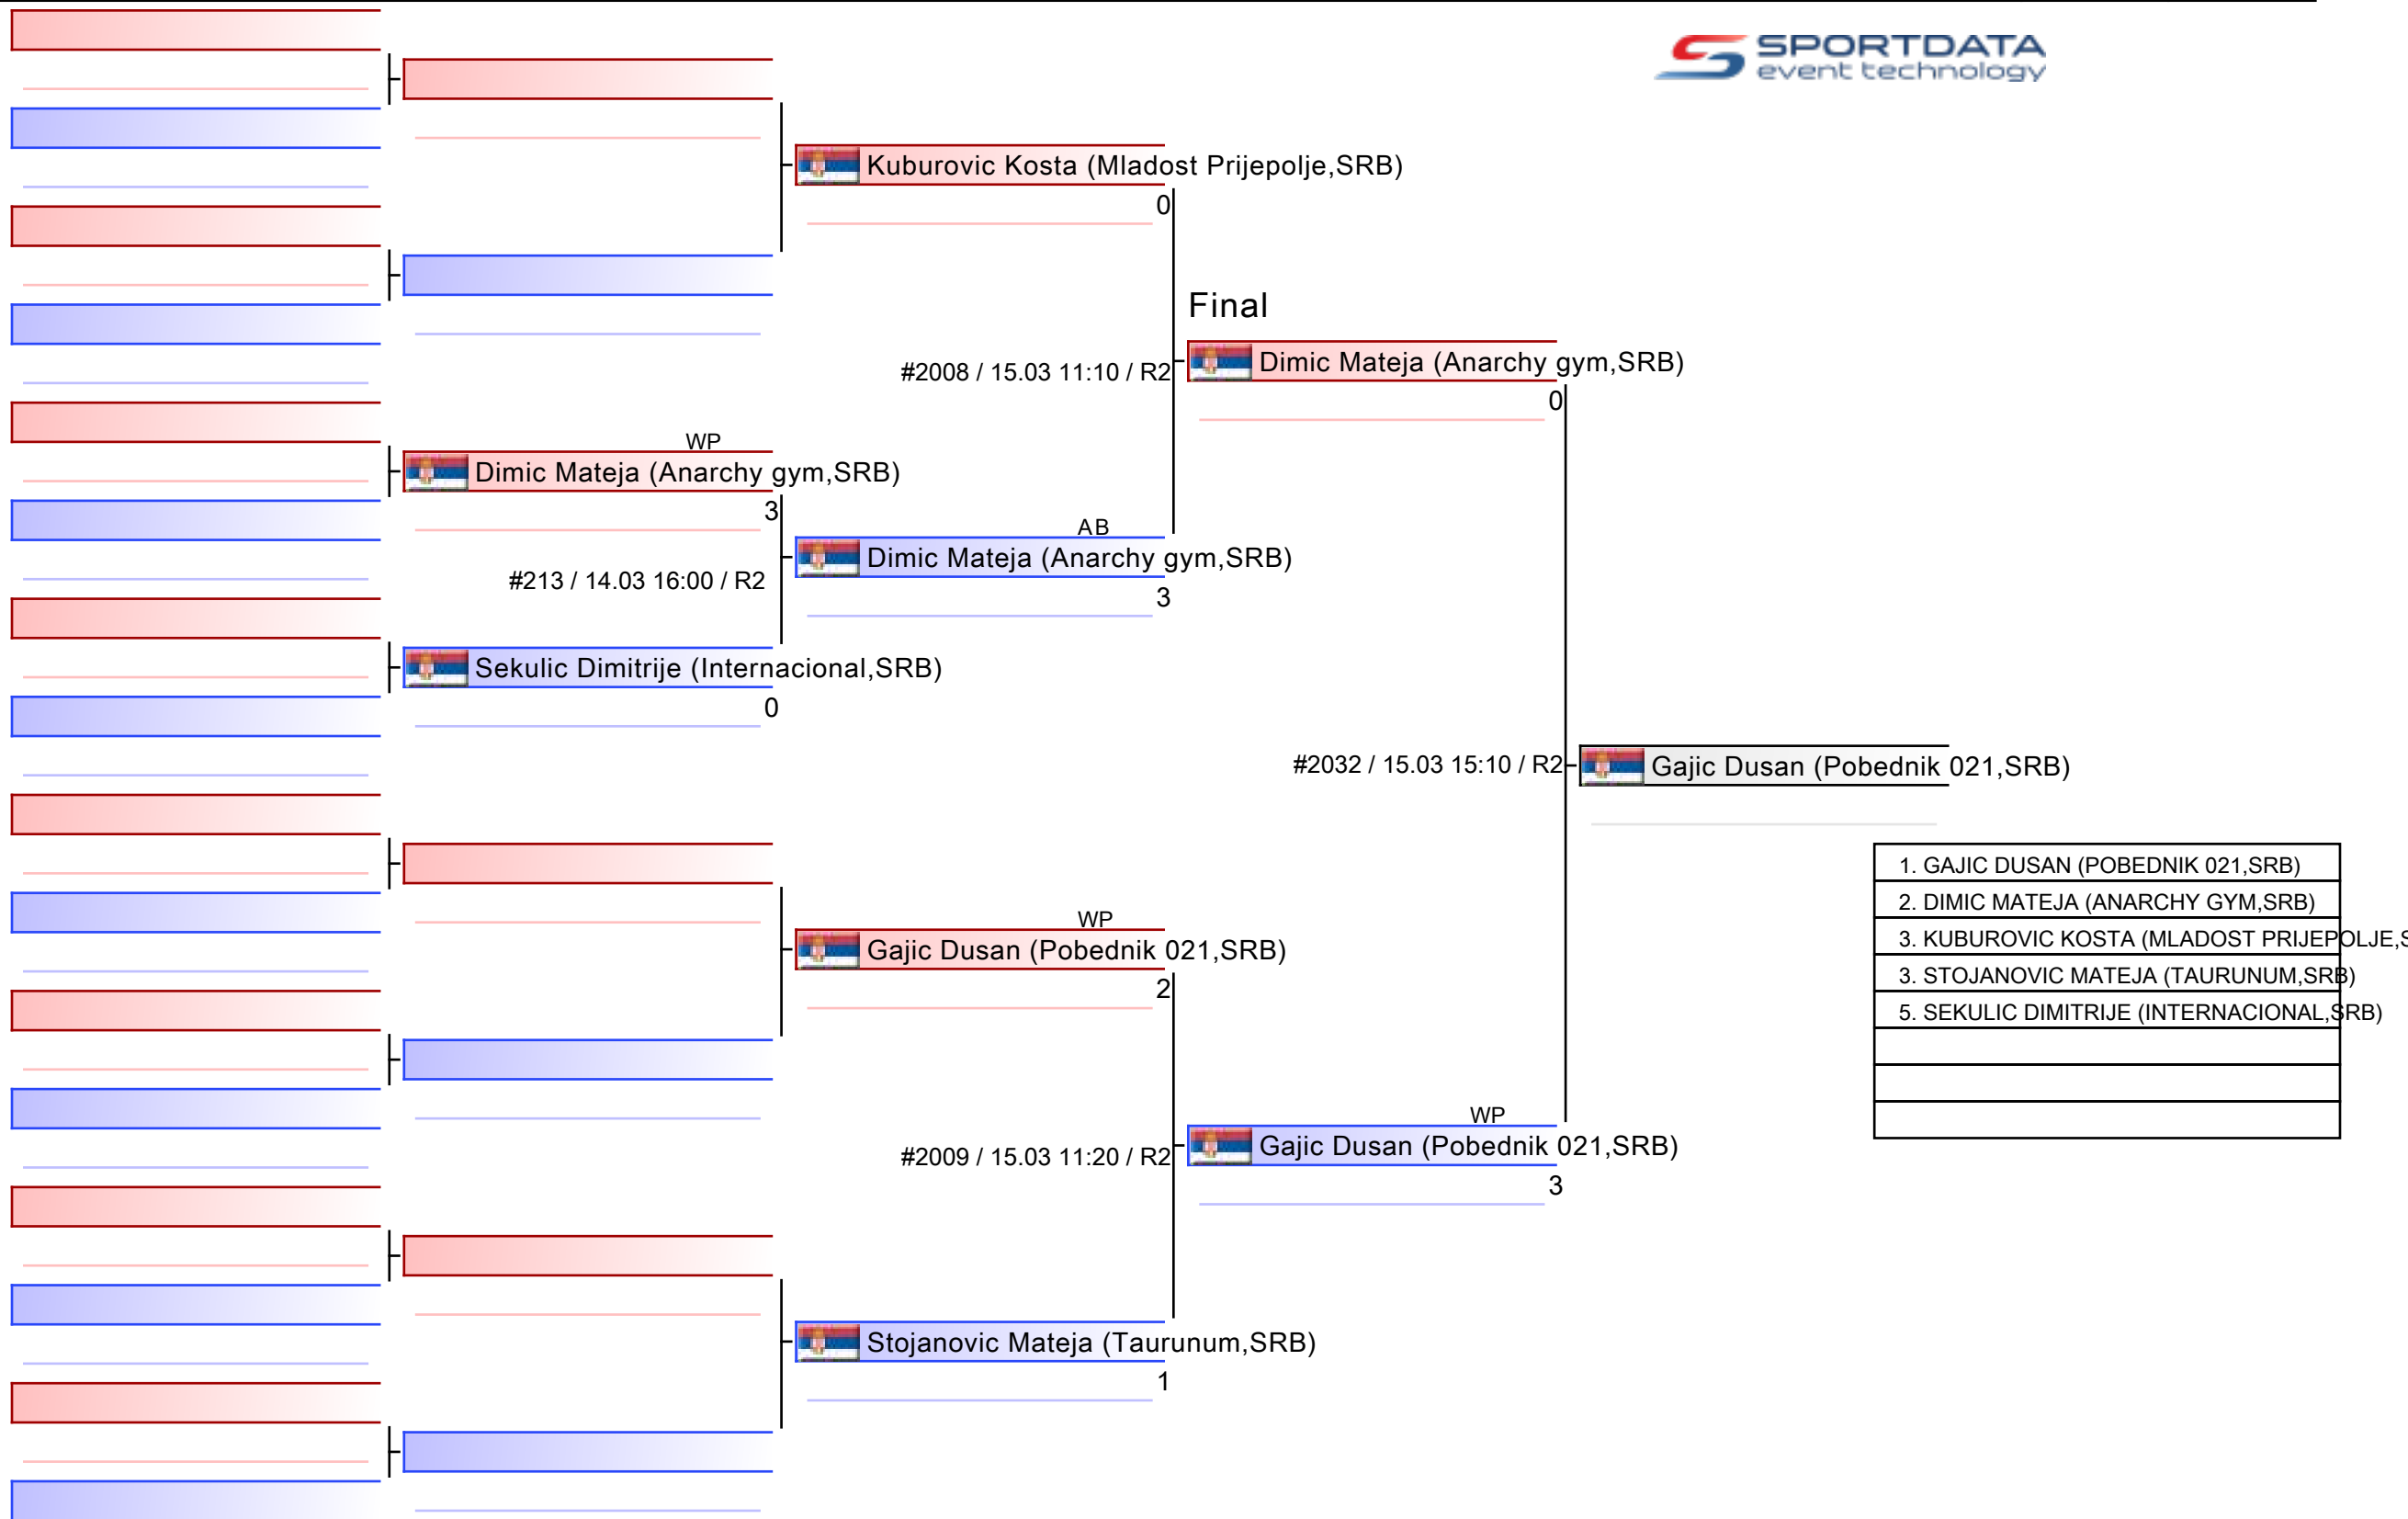 SPORTDATA
event technology
Kuburovic Kosta (Mladost Prijepolje,SRB)
0
Final
#2008 / 15.03 11:10 / R2
Dimic Mateja (Anarchy gym,SRB)
0
WP
Dimic Mateja (Anarchy gym,SRB)
3
AB
Dimic Mateja (Anarchy gym,SRB)
3
#213 / 14.03 16:00 / R2
Sekulic Dimitrije (Internacional,SRB)
0
#2032 / 15.03 15:10 / R2
Gajic Dusan (Pobednik 021,SRB)
1. GAJIC DUSAN (POBEDNIK 021,SRB)
2. DIMIC MATEJA (ANARCHY GYM,SRB)
3. KUBUROVIC KOSTA (MLADOST PRIJEPOLJE,S
3. STOJANOVIC MATEJA (TAURUNUM,SRB)
5. SEKULIC DIMITRIJE (INTERNACIONAL,SRB)
WP
Gajic Dusan (Pobednik 021,SRB)
2
#2009 / 15.03 11:20 / R2
WP
Gajic Dusan (Pobednik 021,SRB)
3
Stojanovic Mateja (Taurunum,SRB)
1